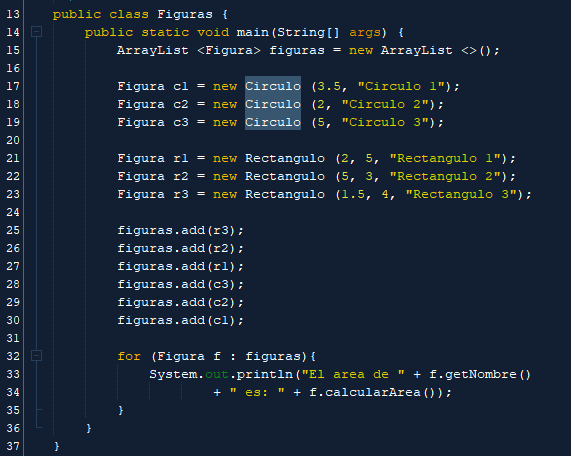 13 public class Figuras {
14 public static void main(String[] args) {
15 ArrayList <Figura> figuras = new ArrayList <>();
16
17 Figura c1 = new Circulo (3.5, "Circulo 1");
18 Figura c2 = new Circulo (2, "Circulo 2");
19 Figura c3 = new Circulo (5, "Circulo 3");
20
21 Figura r1 = new Rectangulo (2, 5, "Rectangulo 1");
22 Figura r2 = new Rectangulo (5, 3, "Rectangulo 2");
23 Figura r3 = new Rectangulo (1.5, 4, "Rectangulo 3");
24
25 figuras.add(r3);
26 figuras.add(r2);
27 figuras.add(r1);
28 figuras.add(c3);
29 figuras.add(c2);
30 figuras.add(c1);
31
32 for (Figura f : figuras){
33 System.out.println("El area de " + f.getNombre()
34 + " es: " + f.calcularArea());
35 }
36 }
37 }